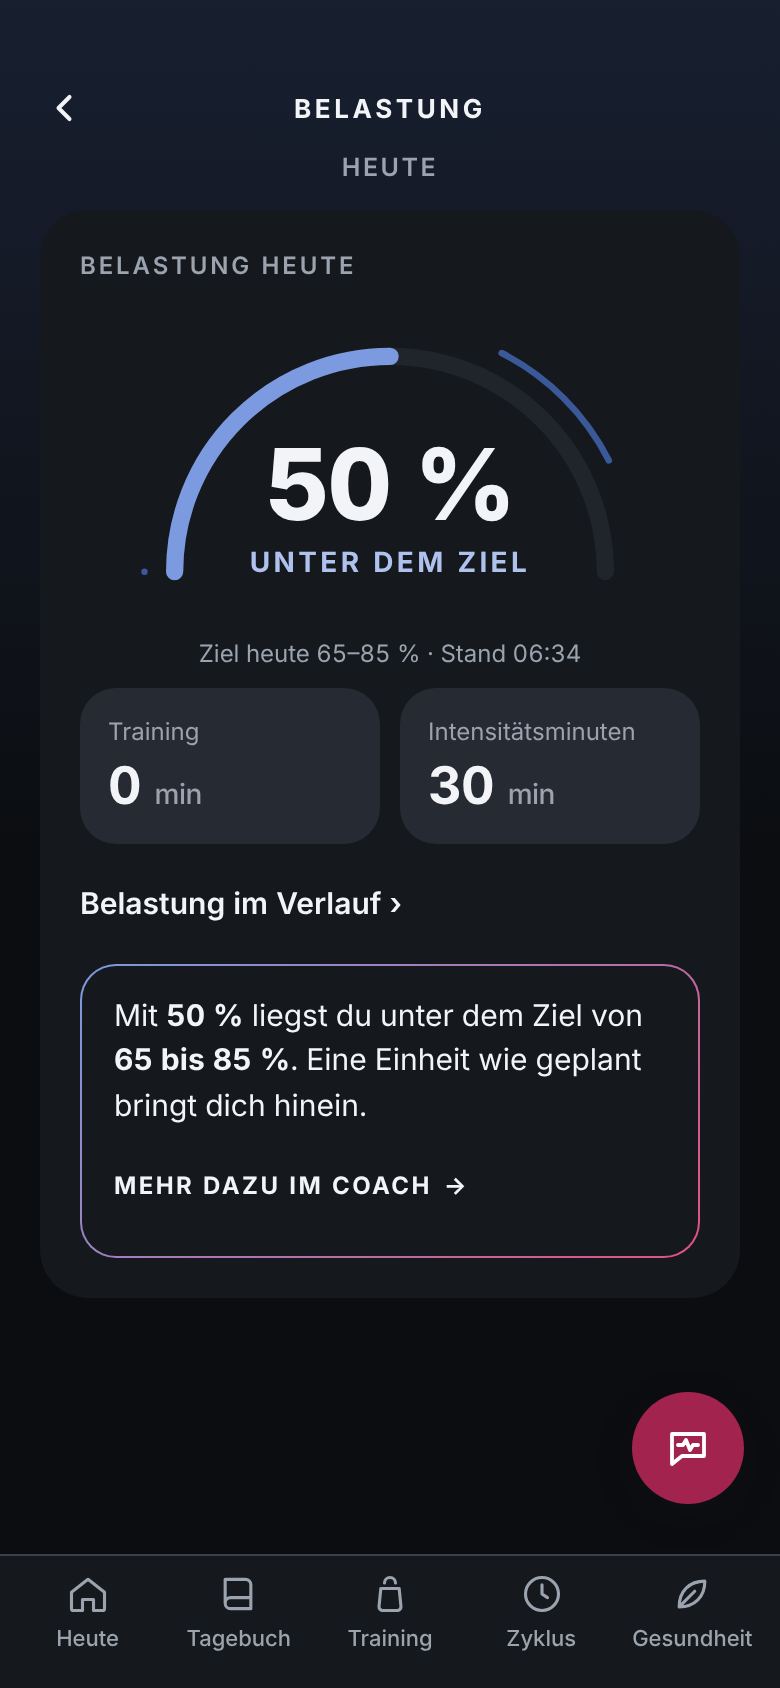 BELASTUNG
HEUTE
BELASTUNG HEUTE
50 %
UNTER DEM ZIEL
Ziel heute 65–85 % · Stand 06:34
Training
0 min
Intensitätsminuten
30 min
Belastung im Verlauf ›
Mit 50 % liegst du unter dem Ziel von
65 bis 85 %. Eine Einheit wie geplant
bringt dich hinein.
MEHR DAZU IM COACH →
Heute
Tagebuch
Training
Zyklus
Gesundheit